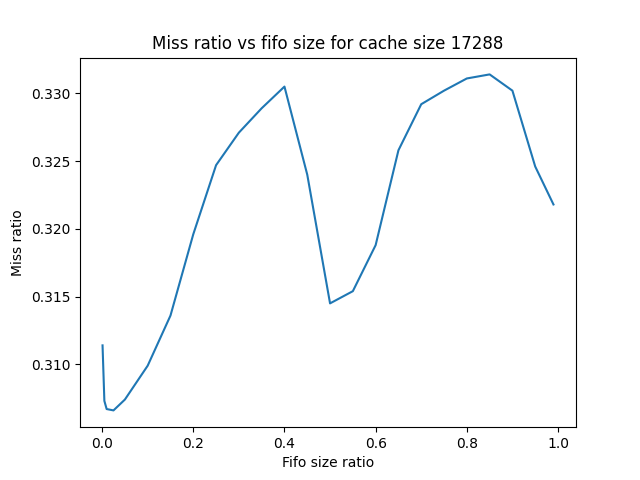 Miss ratio vs fifo size for cache size 17288
0.330
0.325
0.320
0.315
0.310
Miss ratio
0.0 0.2 0.4 0.6 0.8 1.0
Fifo size ratio